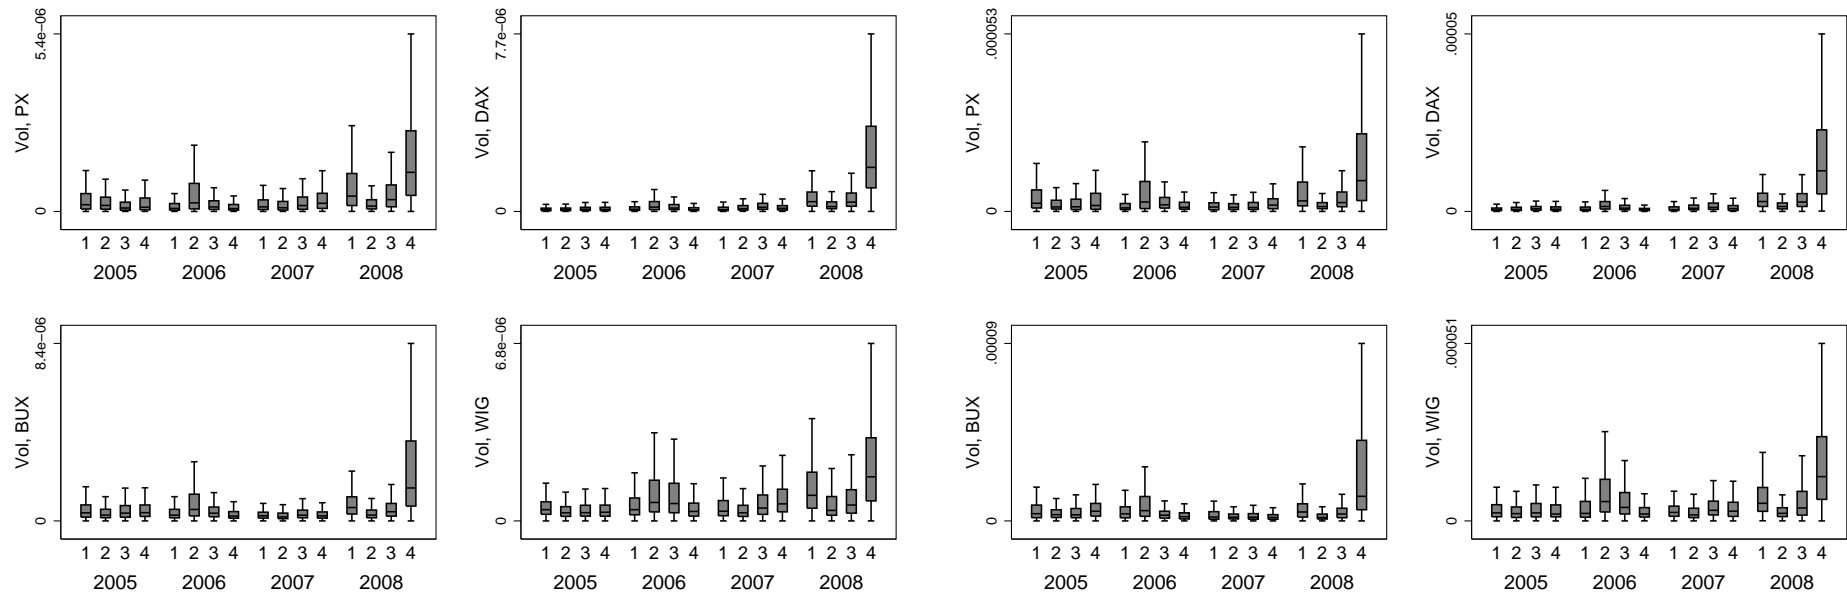 Vol, PX
5.4e−06
0
1 2 3 4 1 2 3 4 1 2 3 4 1 2 3 4
2005 2006 2007 2008
Vol, DAX
7.7e−06
0
1 2 3 4 1 2 3 4 1 2 3 4 1 2 3 4
2005 2006 2007 2008
Vol, PX
.000053
0
1 2 3 4 1 2 3 4 1 2 3 4 1 2 3 4
2005 2006 2007 2008
Vol, DAX
.00005
0
1 2 3 4 1 2 3 4 1 2 3 4 1 2 3 4
2005 2006 2007 2008
Vol, BUX
8.4e−06
0
1 2 3 4 1 2 3 4 1 2 3 4 1 2 3 4
2005 2006 2007 2008
Vol, WIG
6.8e−06
0
1 2 3 4 1 2 3 4 1 2 3 4 1 2 3 4
2005 2006 2007 2008
Vol, BUX
.00009
0
1 2 3 4 1 2 3 4 1 2 3 4 1 2 3 4
2005 2006 2007 2008
Vol, WIG
.000051
0
1 2 3 4 1 2 3 4 1 2 3 4 1 2 3 4
2005 2006 2007 2008